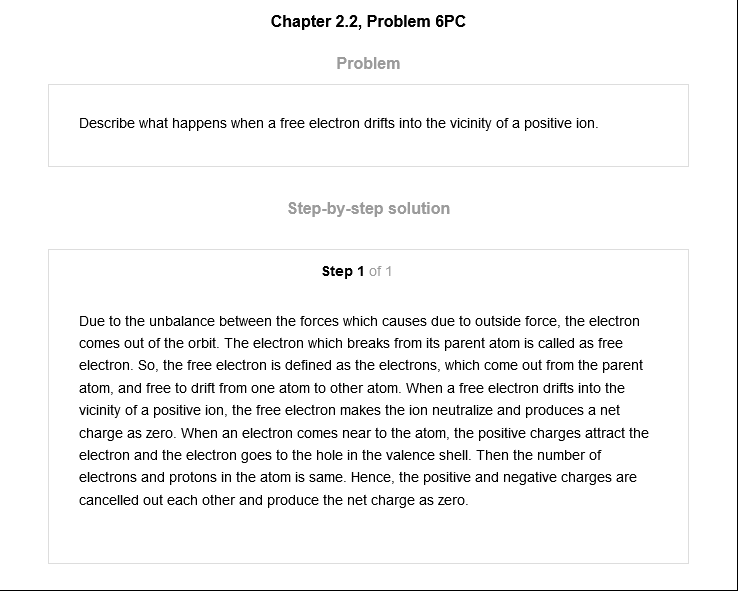 Chapter 2.2, Problem 6PC
Problem
Describe what happens when a free electron drifts into the vicinity of a positive ion.
Step-by-step solution
Step 1 of 1
Due to the unbalance between the forces which causes due to outside force, the electron
comes out of the orbit. The electron which breaks from its parent atom is called as free
electron. So, the free electron is defined as the electrons, which come out from the parent
atom, and free to drift from one atom to other atom. When a free electron drifts into the
vicinity of a positive ion, the free electron makes the ion neutralize and produces a net
charge as zero. When an electron comes near to the atom, the positive charges attract the
electron and the electron goes to the hole in the valence shell. Then the number of
electrons and protons in the atom is same. Hence, the positive and negative charges are
cancelled out each other and produce the net charge as zero.